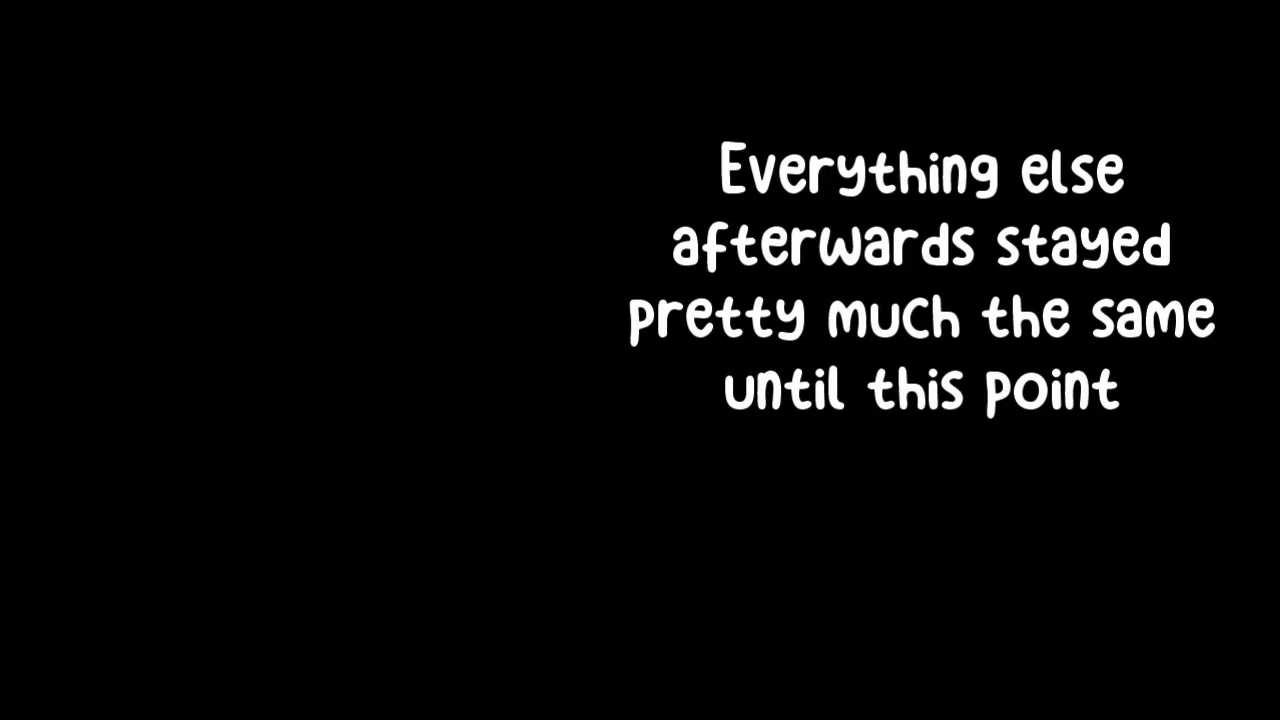 Everything else
afterwards stayed
pretty much the same
until this point